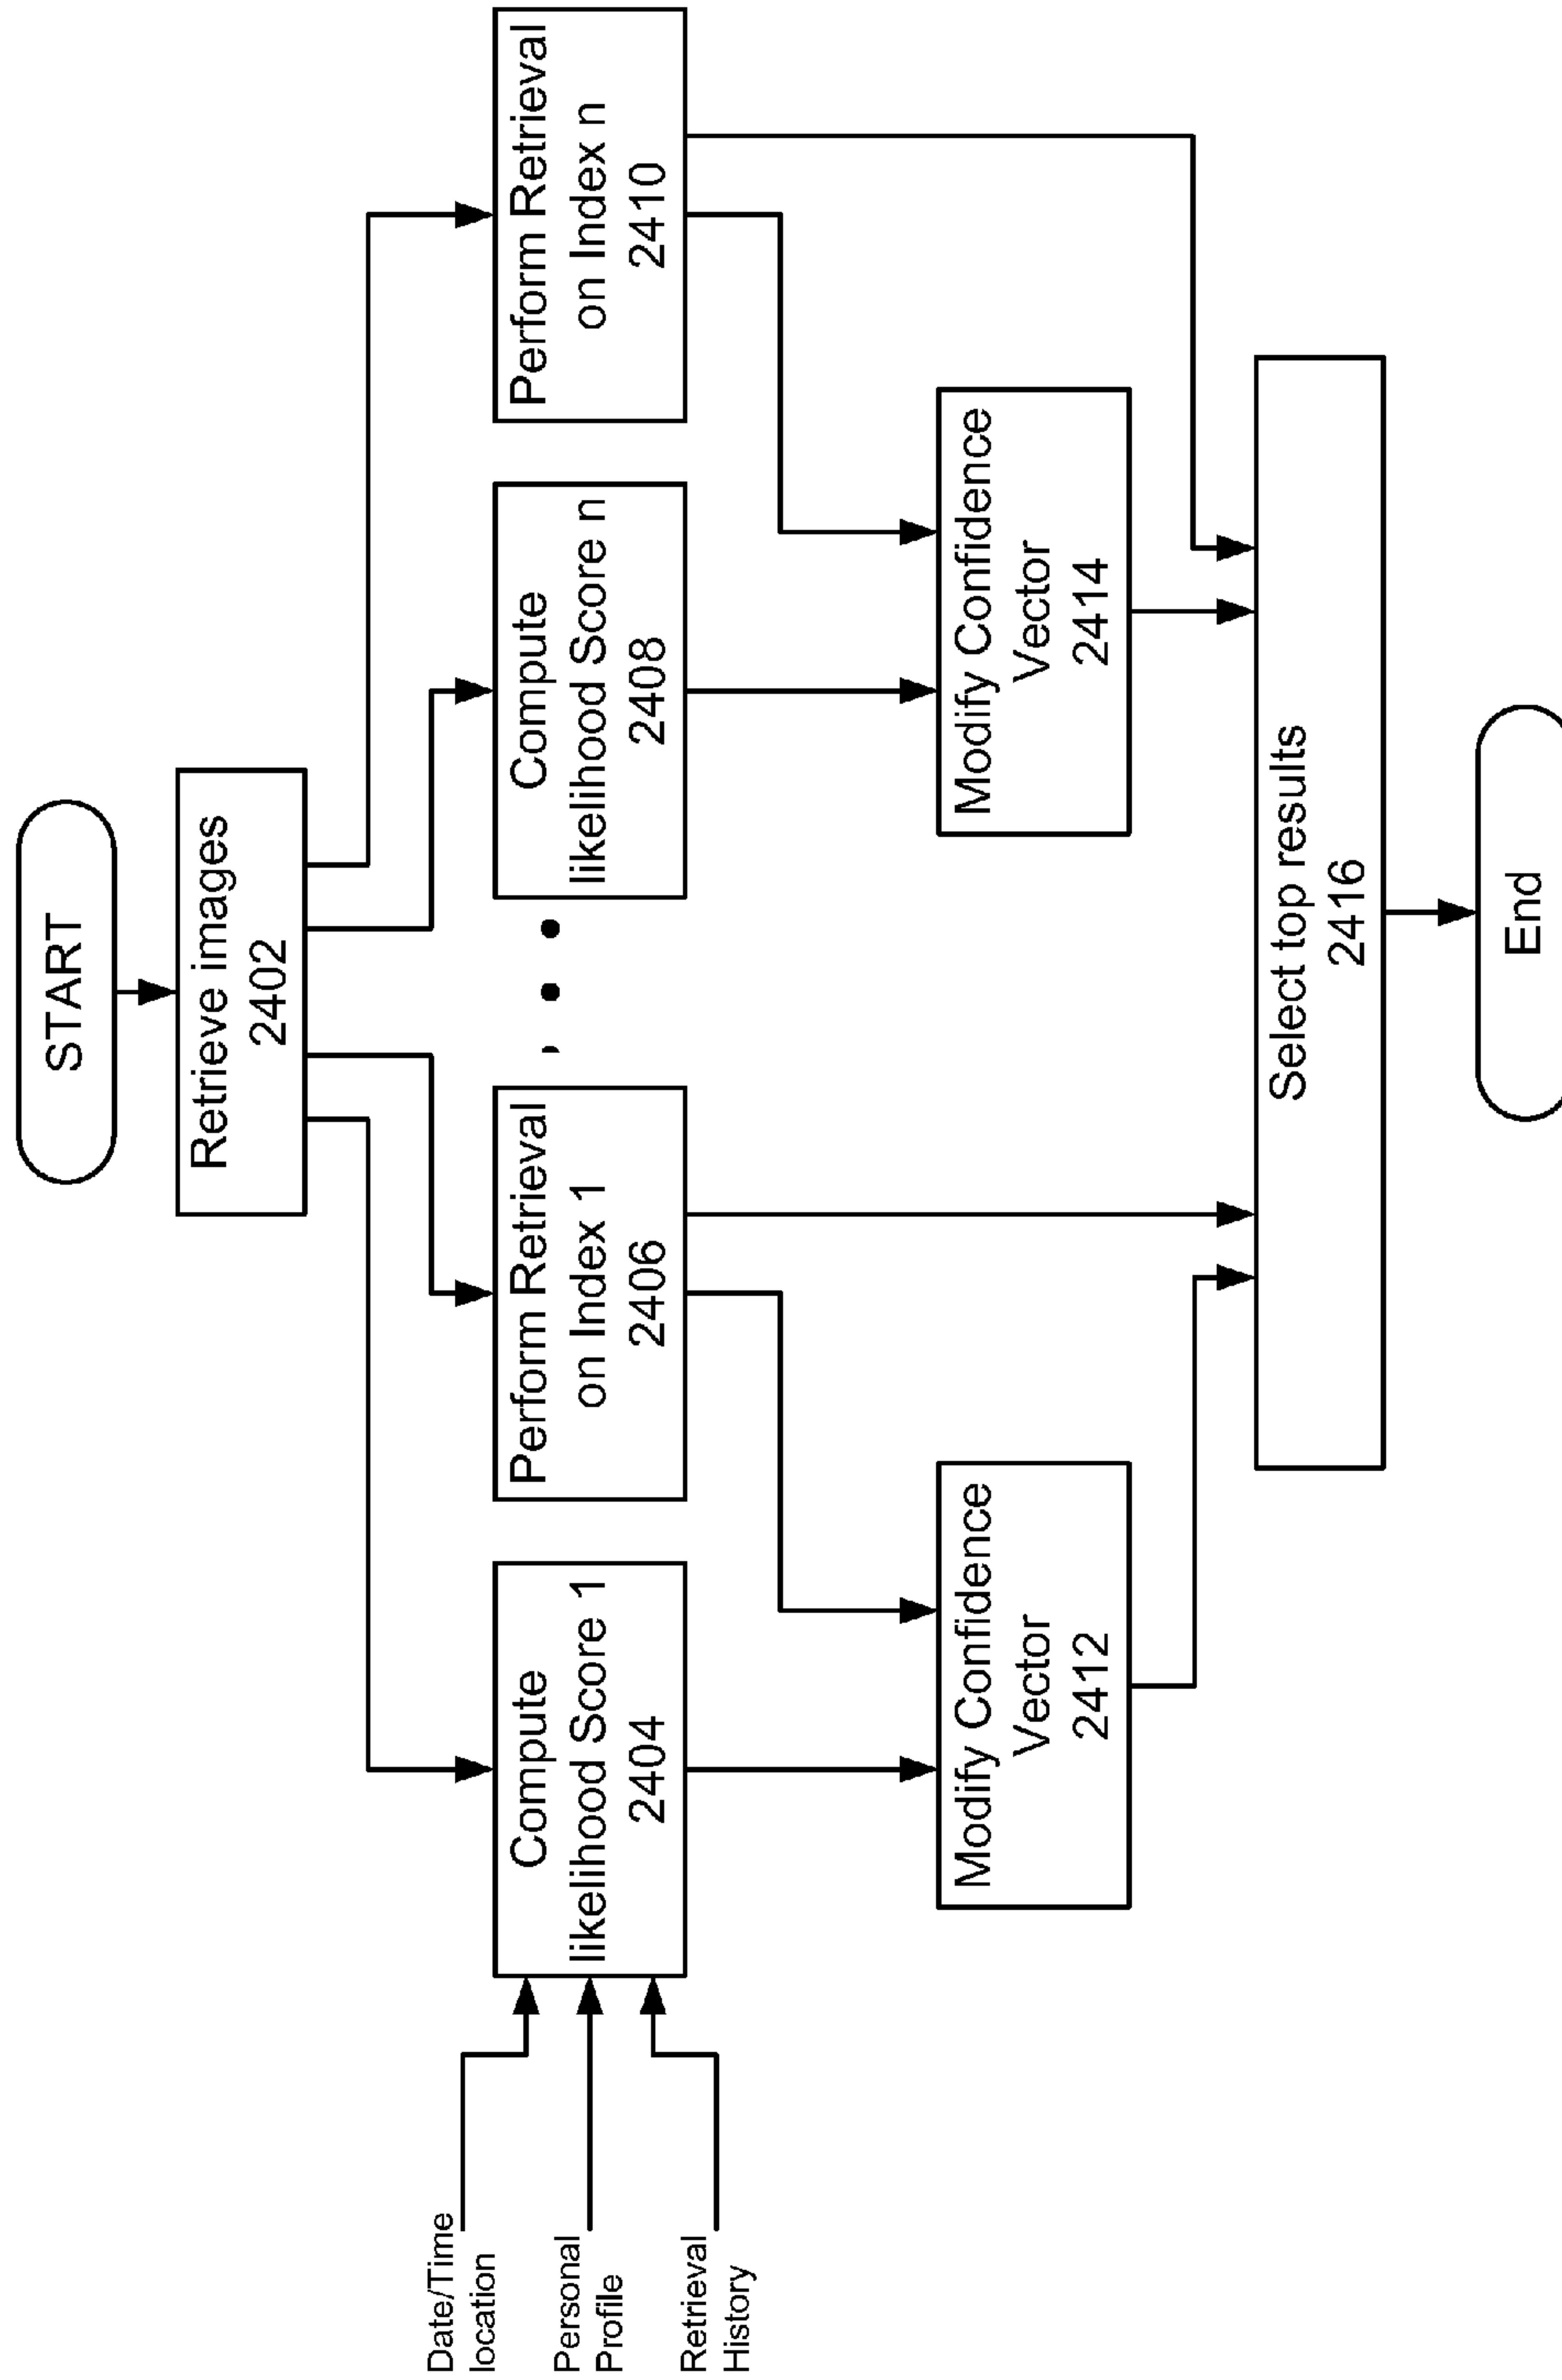 START
Retrieve images
2402
Date/Time
location
Personal
Profile
Retrieval
History
Compute
likelihood Score 1
2404
Perform Retrieval
on Index 1
2406
Compute
likelihood Score n
2408
Perform Retrieval
on Index n
2410
Modify Confidence
Vector
2412
Modify Confidence
Vector
2414
Select top results
2416
End